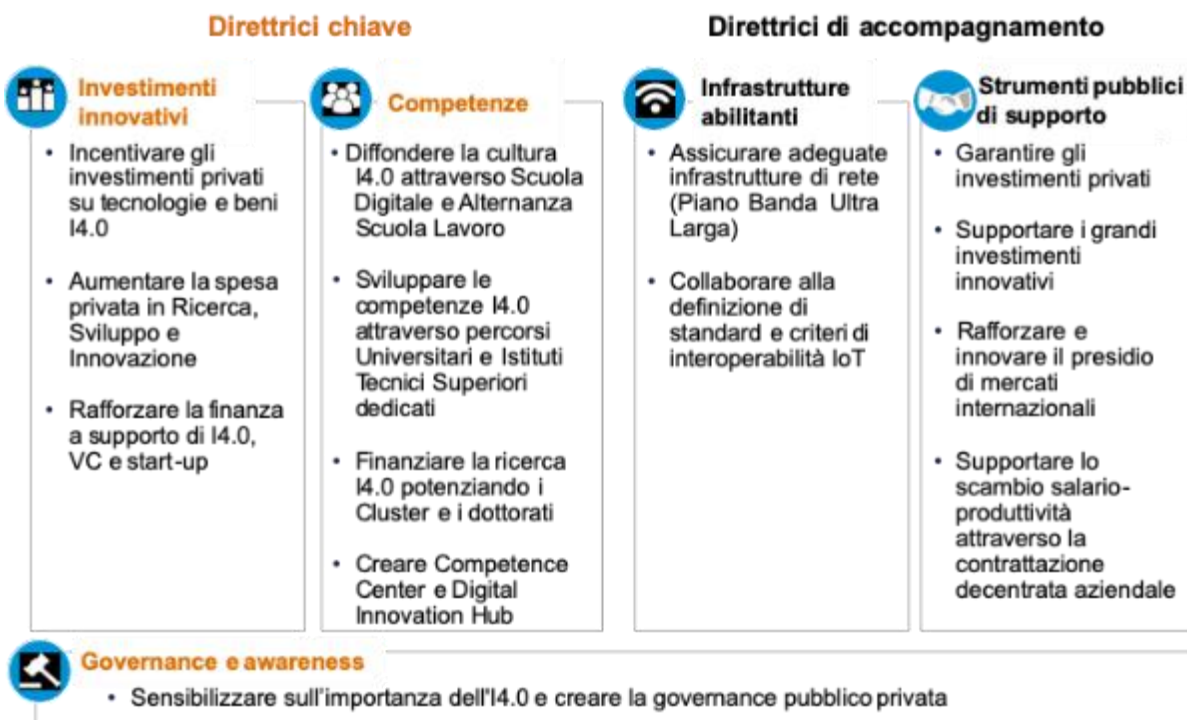 Direttrici chiave
Direttrici di accompagnamento
Investimenti
innovativi
• Incentivare gli
investimenti privati
su tecnologie e beni
I4.0
• Aumentare la spesa
privata in Ricerca,
Sviluppo e
Innovazione
• Rafforzare la finanza
a supporto di I4.0,
VC e start-up
Competenze
• Diffondere la cultura
I4.0 attraverso Scuola
Digitale e Alternanza
Scuola Lavoro
• Sviluppare le
competenze I4.0
attraverso percorsi
Universitari e Istituti
Tecnici Superiori
dedicati
• Finanziare la ricerca
I4.0 potenziando i
Cluster e i dottorati
• Creare Competence
Center e Digital
Innovation Hub
Infrastrutture
abilitanti
• Assicurare adeguate
infrastrutture di rete
(Piano Banda Ultra
Larga)
• Collaborare alla
definizione di
standard e criteri di
interoperabilità IoT
Strumenti pubblici
di supporto
• Garantire gli
investimenti privati
• Supportare i grandi
investimenti
innovativi
• Rafforzare e
innovare il presidio
di mercati
internazionali
• Supportare lo
scambio salario-
produttività
attraverso la
contrattazione
decentrata aziendale
Governance e awareness
• Sensibilizzare sull'importanza dell'I4.0 e creare la governance pubblico privata